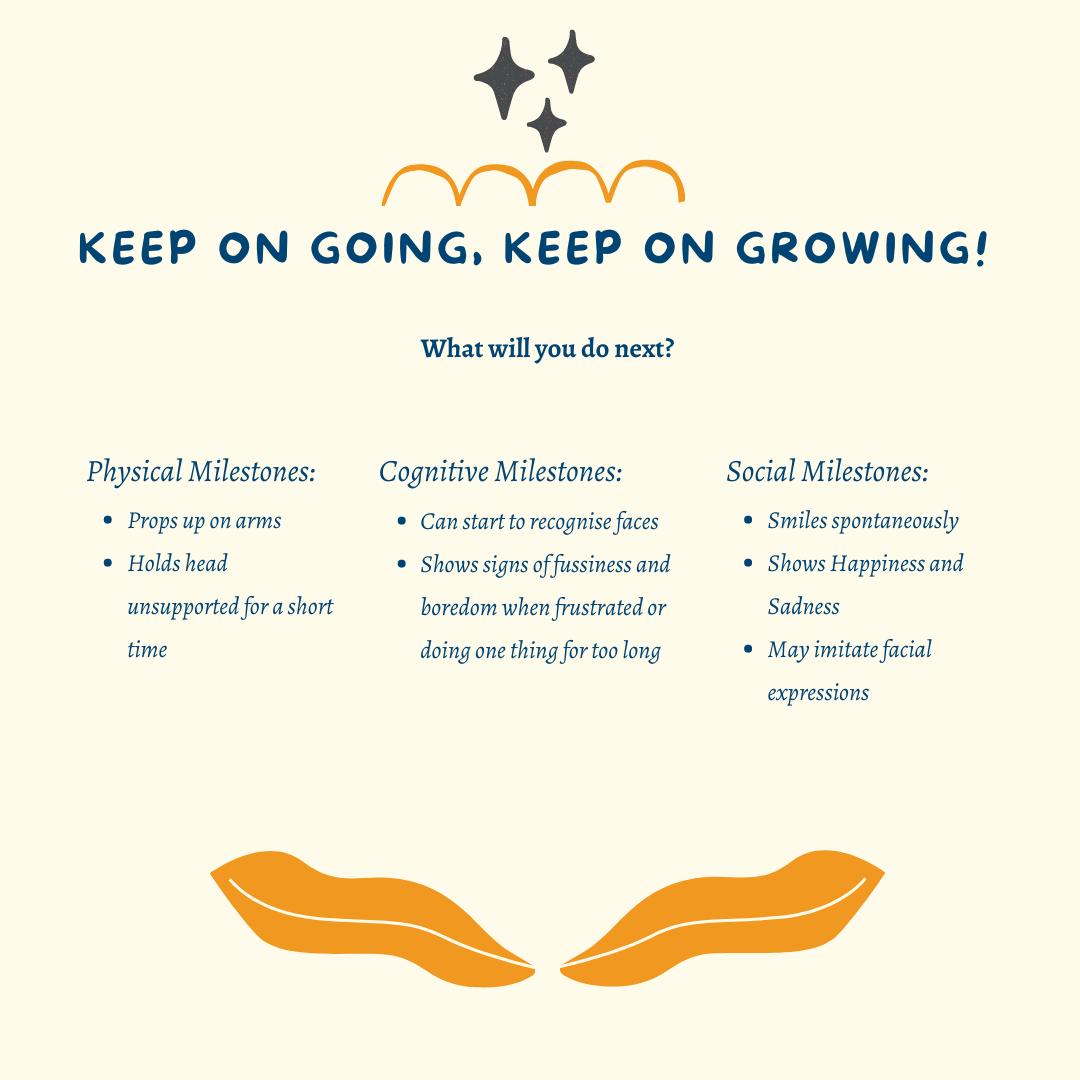 KEEP ON GOING, KEEP ON GROWING!
What will you do next?
Physical Milestones:
• Props up on arms
• Holds head
unsupported for a short
time
Cognitive Milestones:
• Can start to recognise faces
• Shows signs of fussiness and
boredom when frustrated or
doing one thing for too long
Social Milestones:
• Smiles spontaneously
• Shows Happiness and
Sadness
• May imitate facial
expressions